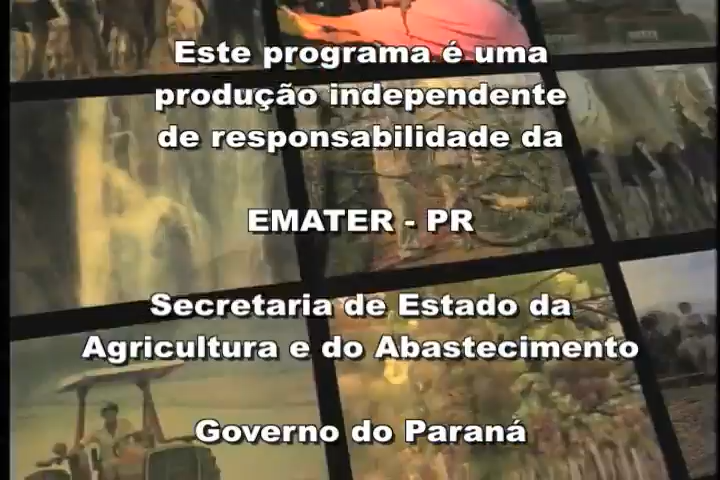 Este programa é uma
produção independente
de responsabilidade da
EMATER - PR
Secretaria de Estado da
Agricultura e do Abastecimento
Governo do Paraná